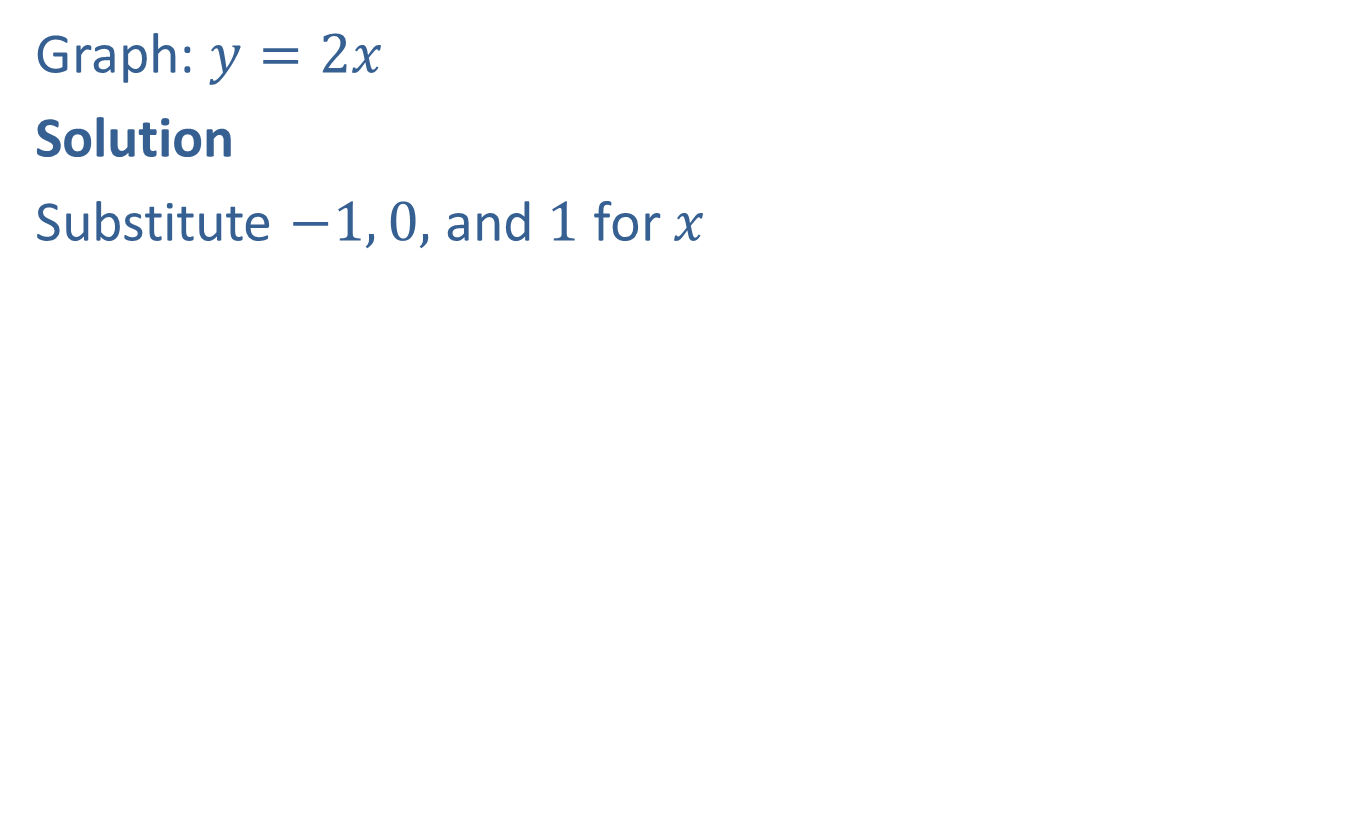 Graph: 𝑦 = 2𝑥
Solution
Substitute −1, 0, and 1 for 𝑥